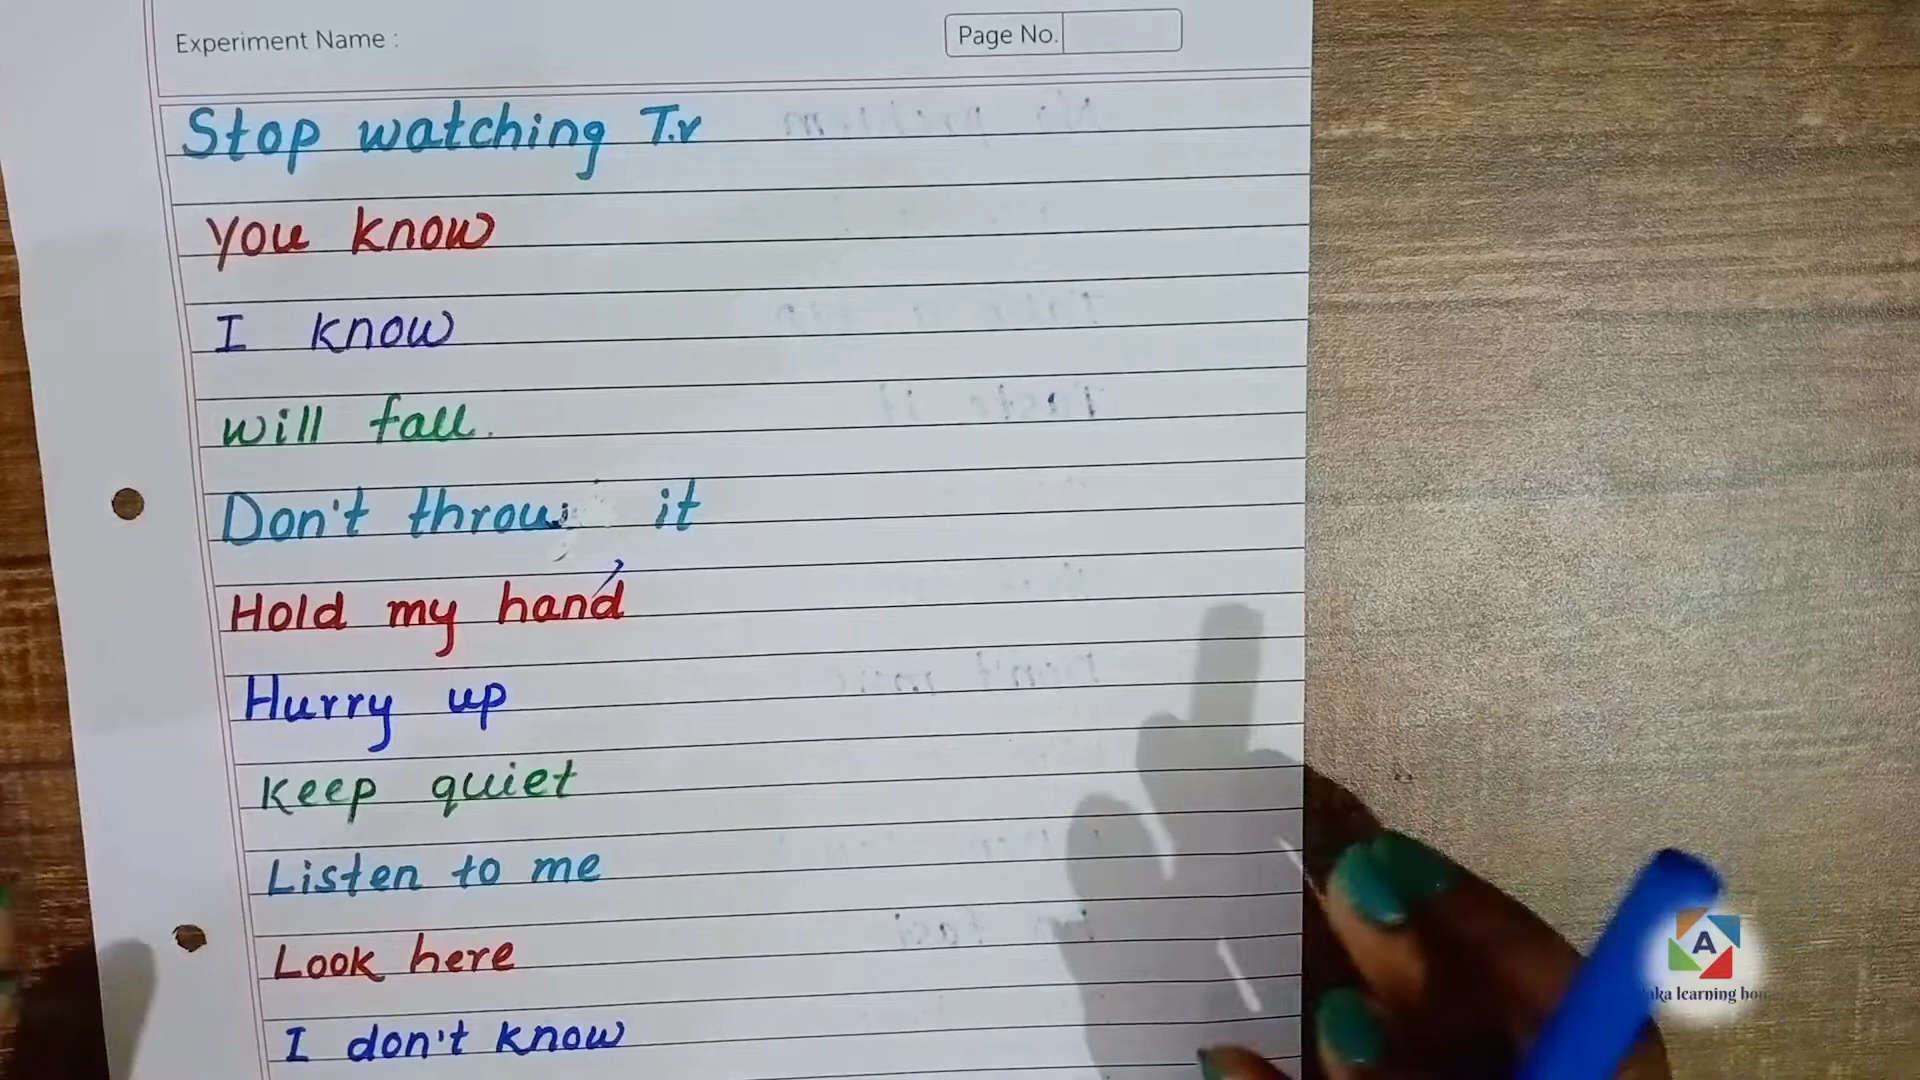 Experiment Name :
Page No.
Stop watching T.v
You know
I know
will fall.
Don't throw it
Hold my hand
Hurry up
Keep quiet
Listen to me
Look here
I don't know
A
learning